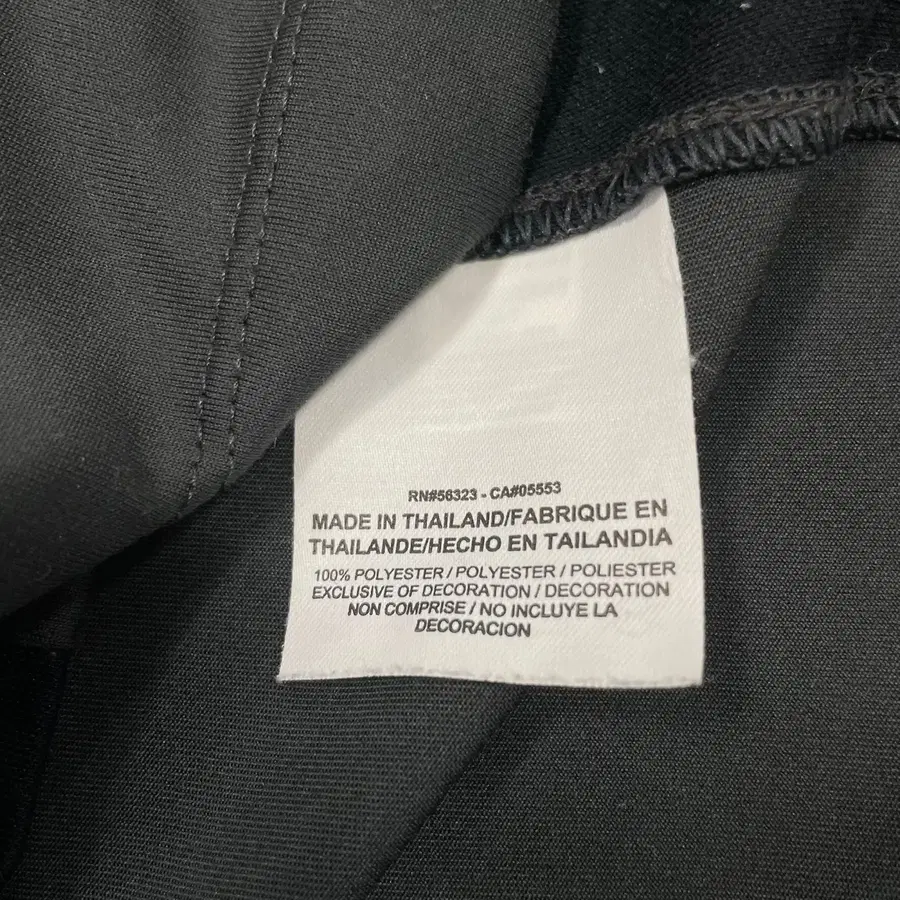 RN#56323 - CA#05553
MADE IN THAILAND/FABRIQUE EN
THAILANDE/HECHO EN TAILANDIA
100% POLYESTER / POLYESTER / POLIESTER
EXCLUSIVE OF DECORATION / DECORATION
NON COMPRISE / NO INCLUYE LA
DECORACION